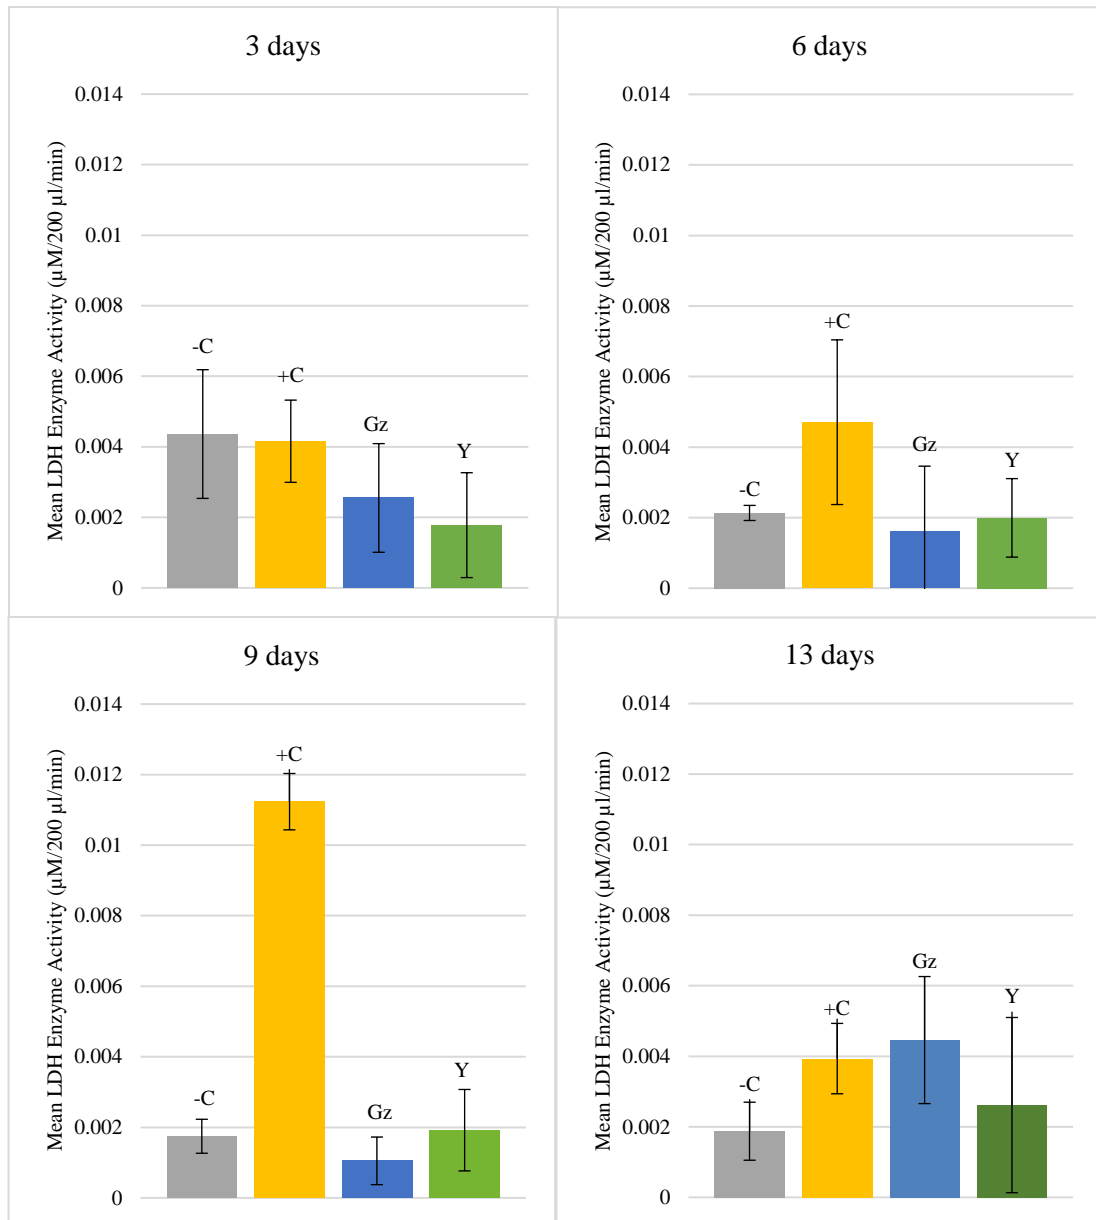 3 days
0.014
0.012
0.01
0.008
0.006
0.004
0.002
0
Mean LDH Enzyme Activity (µM/200 µl/min)
-C
+C
Gz
Y
6 days
0.014
0.012
0.01
0.008
0.006
0.004
0.002
0
Mean LDH Enzyme Activity (µM/200 µl/min)
-C
+C
Gz
Y
9 days
0.014
0.012
0.01
0.008
0.006
0.004
0.002
0
Mean LDH Enzyme Activity (µM/200 µl/min)
-C
+C
Gz
Y
13 days
0.014
0.012
0.01
0.008
0.006
0.004
0.002
0
Mean LDH Enzyme Activity (µM/200 µl/min)
-C
+C
Gz
Y